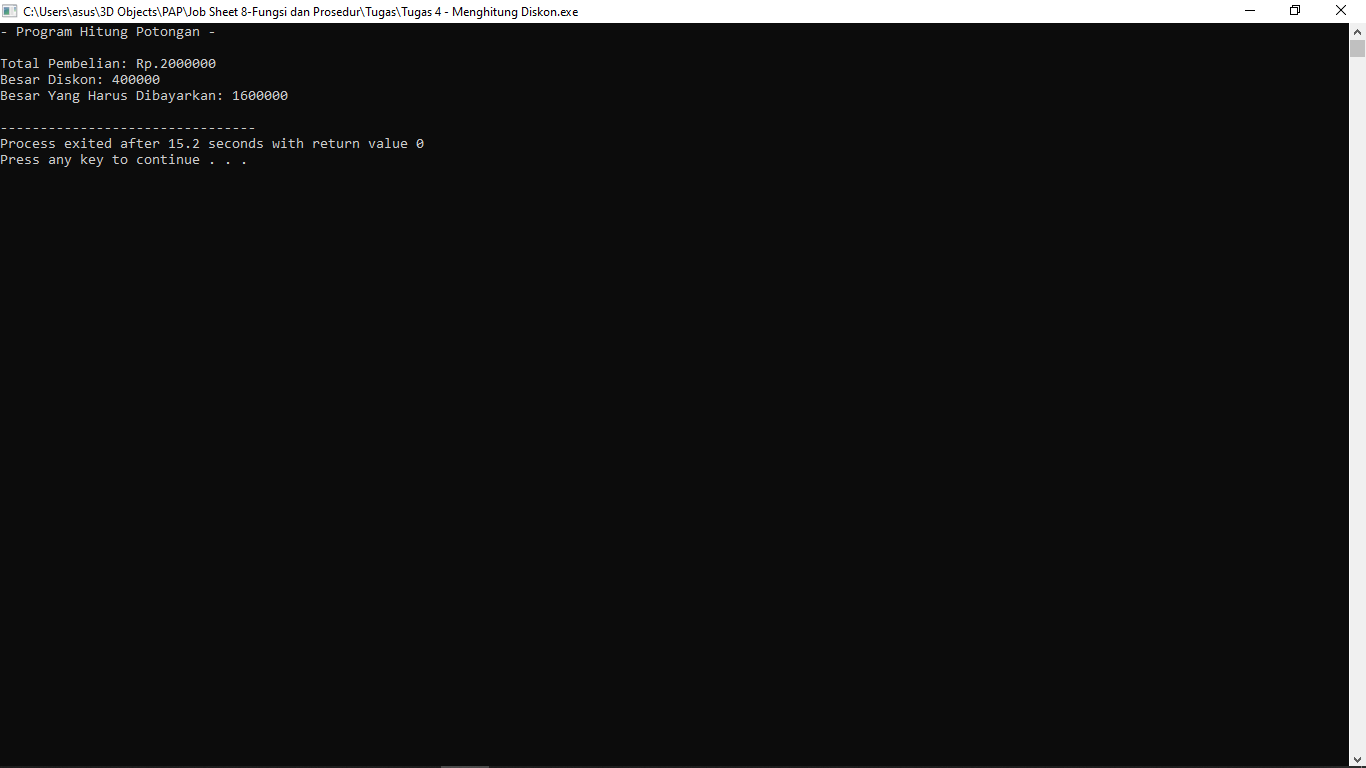 C:\Users\asus\3D Objects\PAP\Job Sheet 8-Fungsi dan Prosedur\Tugas\Tugas 4 - Menghitung Diskon.exe
- Program Hitung Potongan -
Total Pembelian: Rp.2000000
Besar Diskon: 400000
Besar Yang Harus Dibayarkan: 1600000
--------------------------------
Process exited after 15.2 seconds with return value 0
Press any key to continue . . .